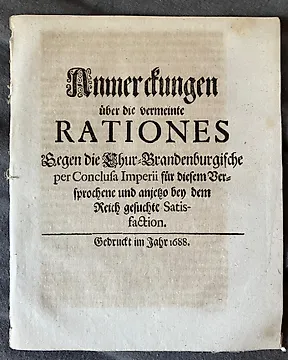 Anmerckungen
über die vermeinte
RATIONES
Gegen die Chur-Brandenburgische
per Conclusa Imperii für diesem Ver-
sprochene und anjetzo bey dem
Reich gesuchte Satis-
faction.
Gedruckt im Jahr 1688.